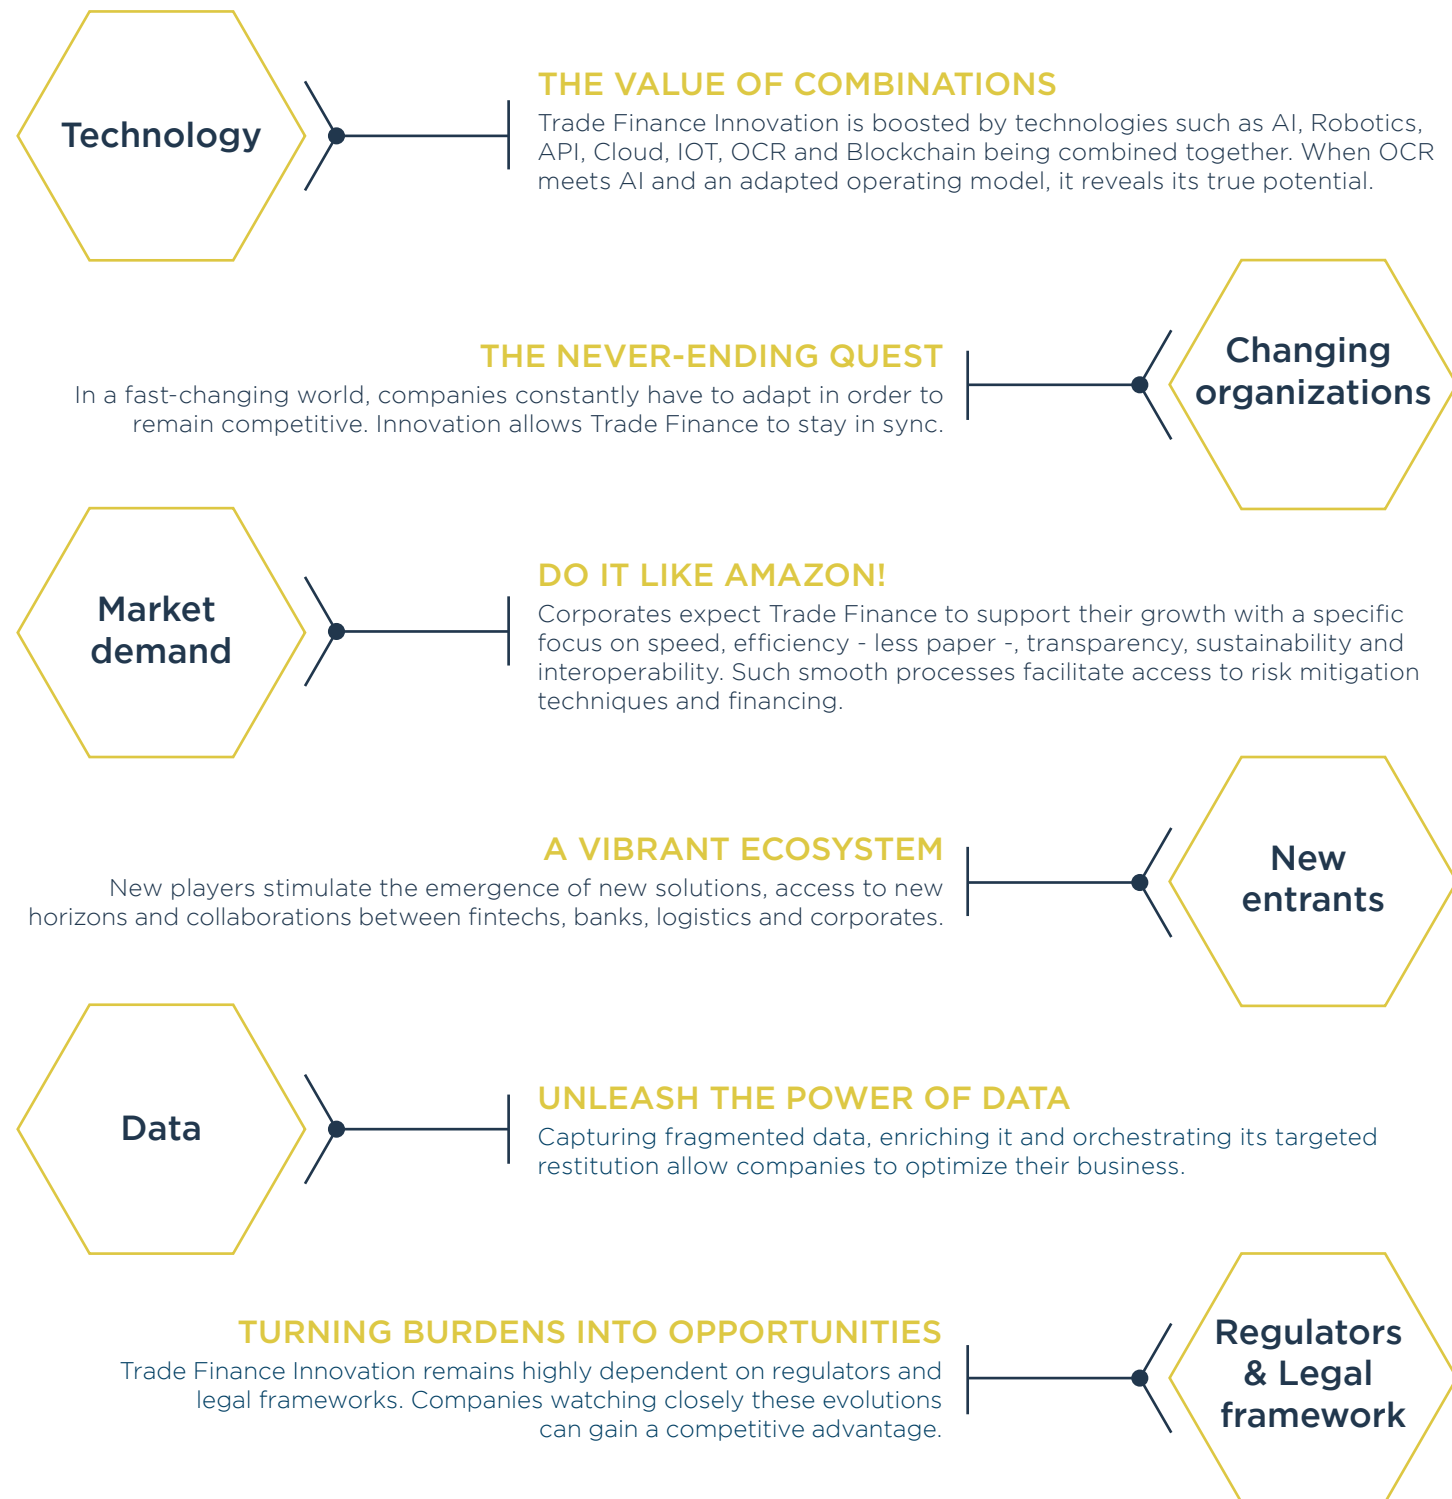 Technology
THE VALUE OF COMBINATIONS
Trade Finance Innovation is boosted by technologies such as AI, Robotics,
API, Cloud, IOT, OCR and Blockchain being combined together. When OCR
meets AI and an adapted operating model, it reveals its true potential.
THE NEVER-ENDING QUEST
In a fast-changing world, companies constantly have to adapt in order to
remain competitive. Innovation allows Trade Finance to stay in sync.
Changing
organizations
Market
demand
DO IT LIKE AMAZON!
Corporates expect Trade Finance to support their growth with a specific
focus on speed, efficiency - less paper -, transparency, sustainability and
interoperability. Such smooth processes facilitate access to risk mitigation
techniques and financing.
A VIBRANT ECOSYSTEM
New players stimulate the emergence of new solutions, access to new
horizons and collaborations between fintechs, banks, logistics and corporates.
New
entrants
Data
UNLEASH THE POWER OF DATA
Capturing fragmented data, enriching it and orchestrating its targeted
restitution allow companies to optimize their business.
TURNING BURDENS INTO OPPORTUNITIES
Trade Finance Innovation remains highly dependent on regulators and
legal frameworks. Companies watching closely these evolutions
can gain a competitive advantage.
Regulators
& Legal
framework